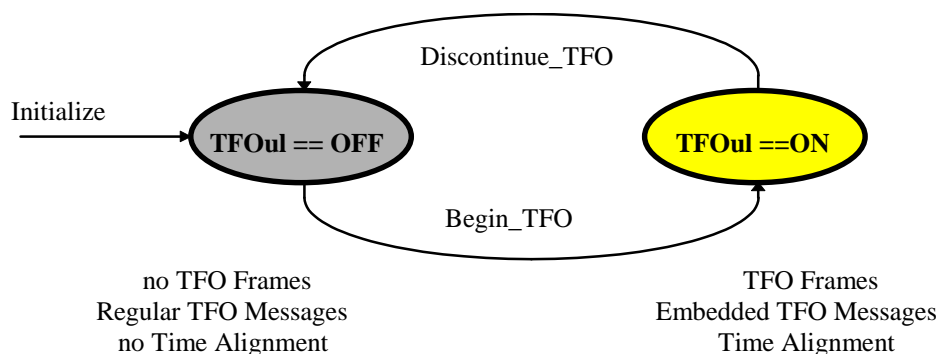 Discontinue_TFO
Initialize
TFOul == OFF
TFOul ==ON
Begin_TFO
no TFO Frames
Regular TFO Messages
no Time Alignment
TFO Frames
Embedded TFO Messages
Time Alignment